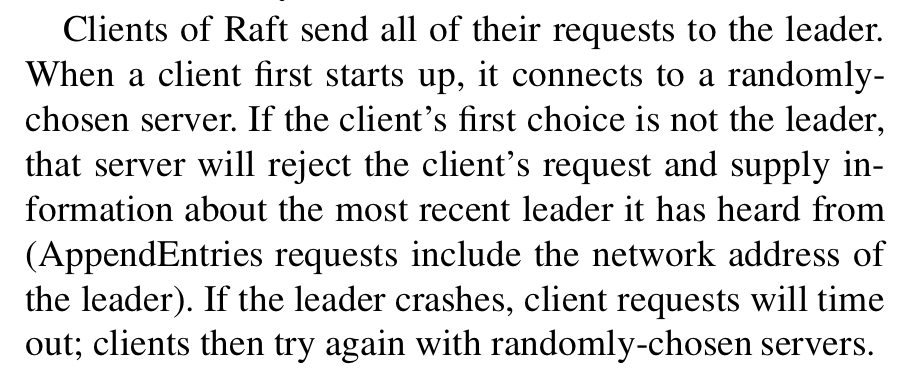 Clients of Raft send all of their requests to the leader.
When a client first starts up, it connects to a randomly-
chosen server. If the client’s first choice is not the leader,
that server will reject the client’s request and supply in-
formation about the most recent leader it has heard from
(AppendEntries requests include the network address of
the leader). If the leader crashes, client requests will time
out; clients then try again with randomly-chosen servers.